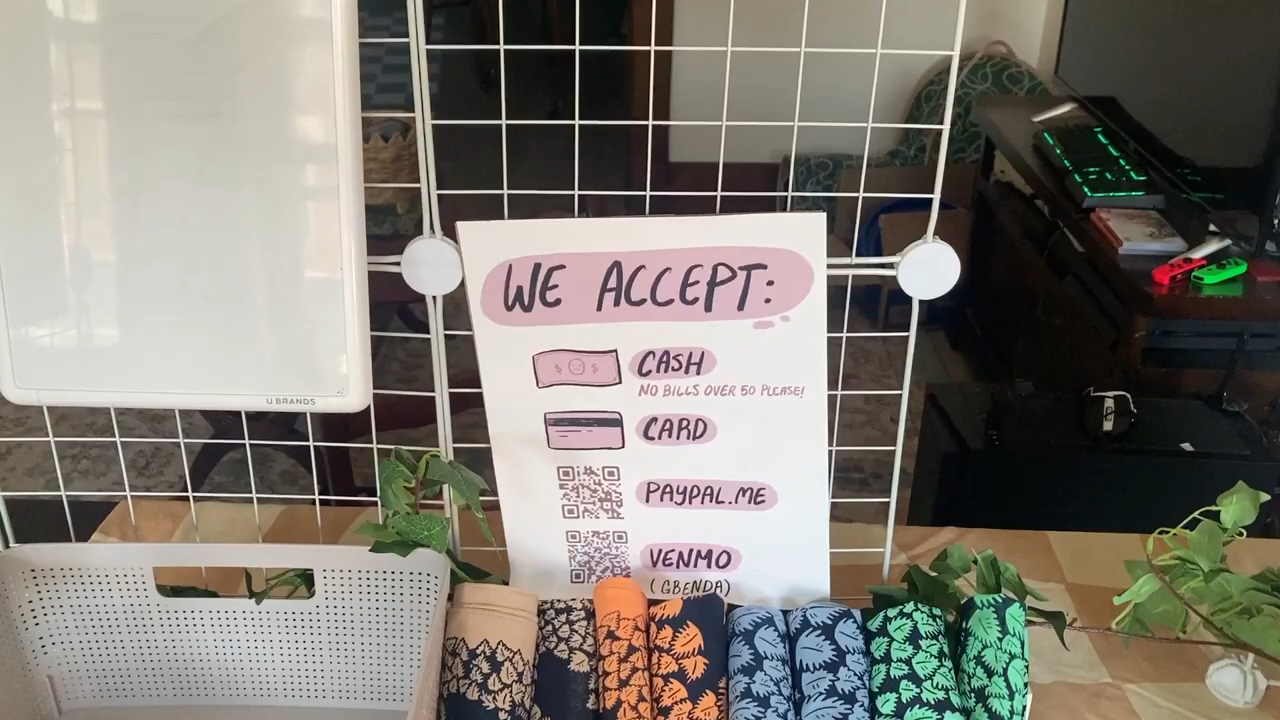 U BRANDS
WE ACCEPT:
$ $
CASH
NO BILLS OVER 50 PLEASE!
CARD
PAYPAL.ME
VENMO
(GBENDA)